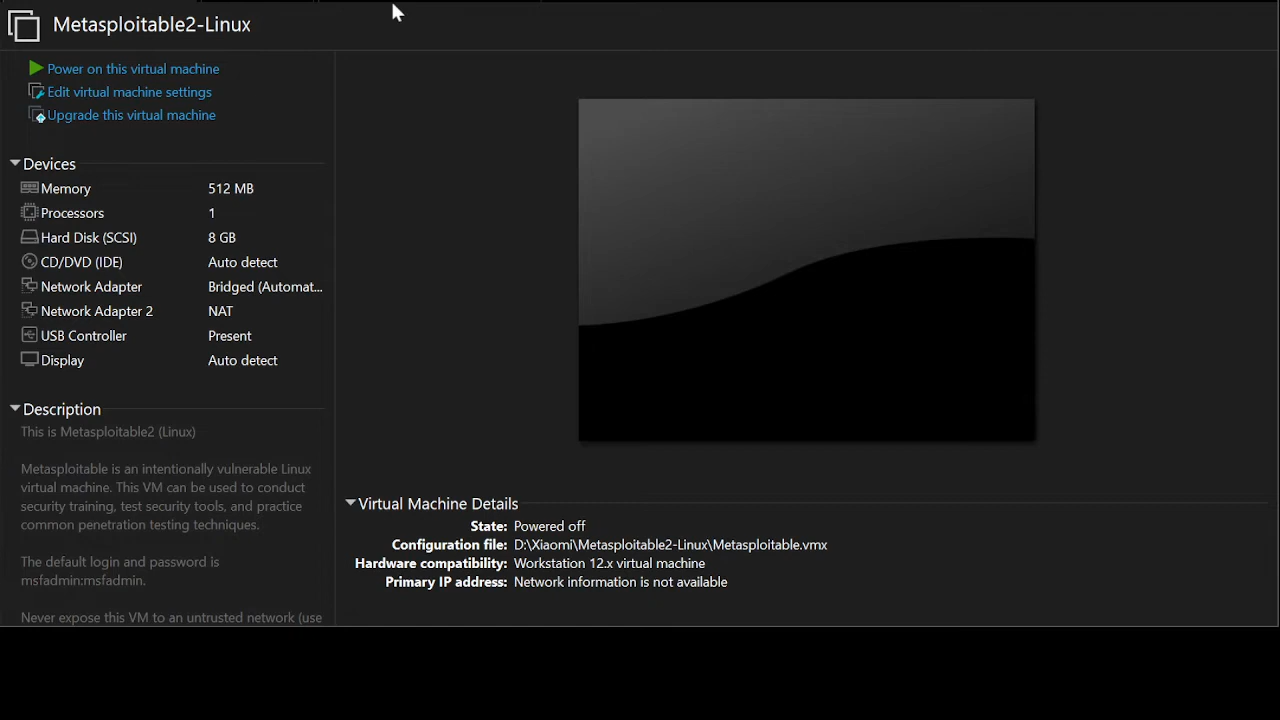 Metasploitable2-Linux
Power on this virtual machine
Edit virtual machine settings
Upgrade this virtual machine
Devices
Memory 512 MB
Processors 1
Hard Disk (SCSI) 8 GB
CD/DVD (IDE) Auto detect
Network Adapter Bridged (Automat...
Network Adapter 2 NAT
USB Controller Present
Display Auto detect
Description
This is Metasploitable2 (Linux)
Metasploitable is an intentionally vulnerable Linux
virtual machine. This VM can be used to conduct
security training, test security tools, and practice
common penetration testing techniques.
The default login and password is
msfadmin:msfadmin.
Never expose this VM to an untrusted network (use
Virtual Machine Details
State: Powered off
Configuration file: D:\Xiaomi\Metasploitable2-Linux\Metasploitable.vmx
Hardware compatibility: Workstation 12.x virtual machine
Primary IP address: Network information is not available